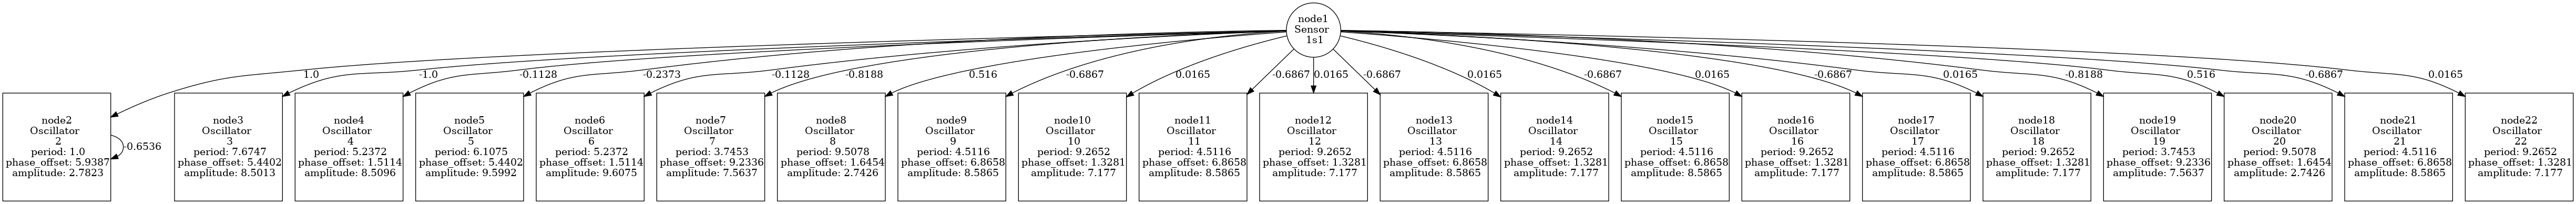 node1
Sensor
1s1
1.0
-1.0
-0.1128
-0.2373
-0.1128
-0.8188
0.516
-0.6867
0.0165
-0.6867
0.0165
-0.6867
0.0165
-0.6867
0.0165
-0.6867
0.0165
-0.8188
0.516
-0.6867
0.0165
node2
Oscillator
2
period: 1.0
phase_offset: 5.9387
amplitude: 2.7823
-0.6536
node3
Oscillator
3
period: 7.6747
phase_offset: 5.4402
amplitude: 8.5013
node4
Oscillator
4
period: 5.2372
phase_offset: 1.5114
amplitude: 8.5096
node5
Oscillator
5
period: 6.1075
phase_offset: 5.4402
amplitude: 9.5992
node6
Oscillator
6
period: 5.2372
phase_offset: 1.5114
amplitude: 9.6075
node7
Oscillator
7
period: 3.7453
phase_offset: 9.2336
amplitude: 7.5637
node8
Oscillator
8
period: 9.5078
phase_offset: 1.6454
amplitude: 2.7426
node9
Oscillator
9
period: 4.5116
phase_offset: 6.8658
amplitude: 8.5865
node10
Oscillator
10
period: 9.2652
phase_offset: 1.3281
amplitude: 7.177
node11
Oscillator
11
period: 4.5116
phase_offset: 6.8658
amplitude: 8.5865
node12
Oscillator
12
period: 9.2652
phase_offset: 1.3281
amplitude: 7.177
node13
Oscillator
13
period: 4.5116
phase_offset: 6.8658
amplitude: 8.5865
node14
Oscillator
14
period: 9.2652
phase_offset: 1.3281
amplitude: 7.177
node15
Oscillator
15
period: 4.5116
phase_offset: 6.8658
amplitude: 8.5865
node16
Oscillator
16
period: 9.2652
phase_offset: 1.3281
amplitude: 7.177
node17
Oscillator
17
period: 4.5116
phase_offset: 6.8658
amplitude: 8.5865
node18
Oscillator
18
period: 9.2652
phase_offset: 1.3281
amplitude: 7.177
node19
Oscillator
19
period: 3.7453
phase_offset: 9.2336
amplitude: 7.5637
node20
Oscillator
20
period: 9.5078
phase_offset: 1.6454
amplitude: 2.7426
node21
Oscillator
21
period: 4.5116
phase_offset: 6.8658
amplitude: 8.5865
node22
Oscillator
22
period: 9.2652
phase_offset: 1.3281
amplitude: 7.177